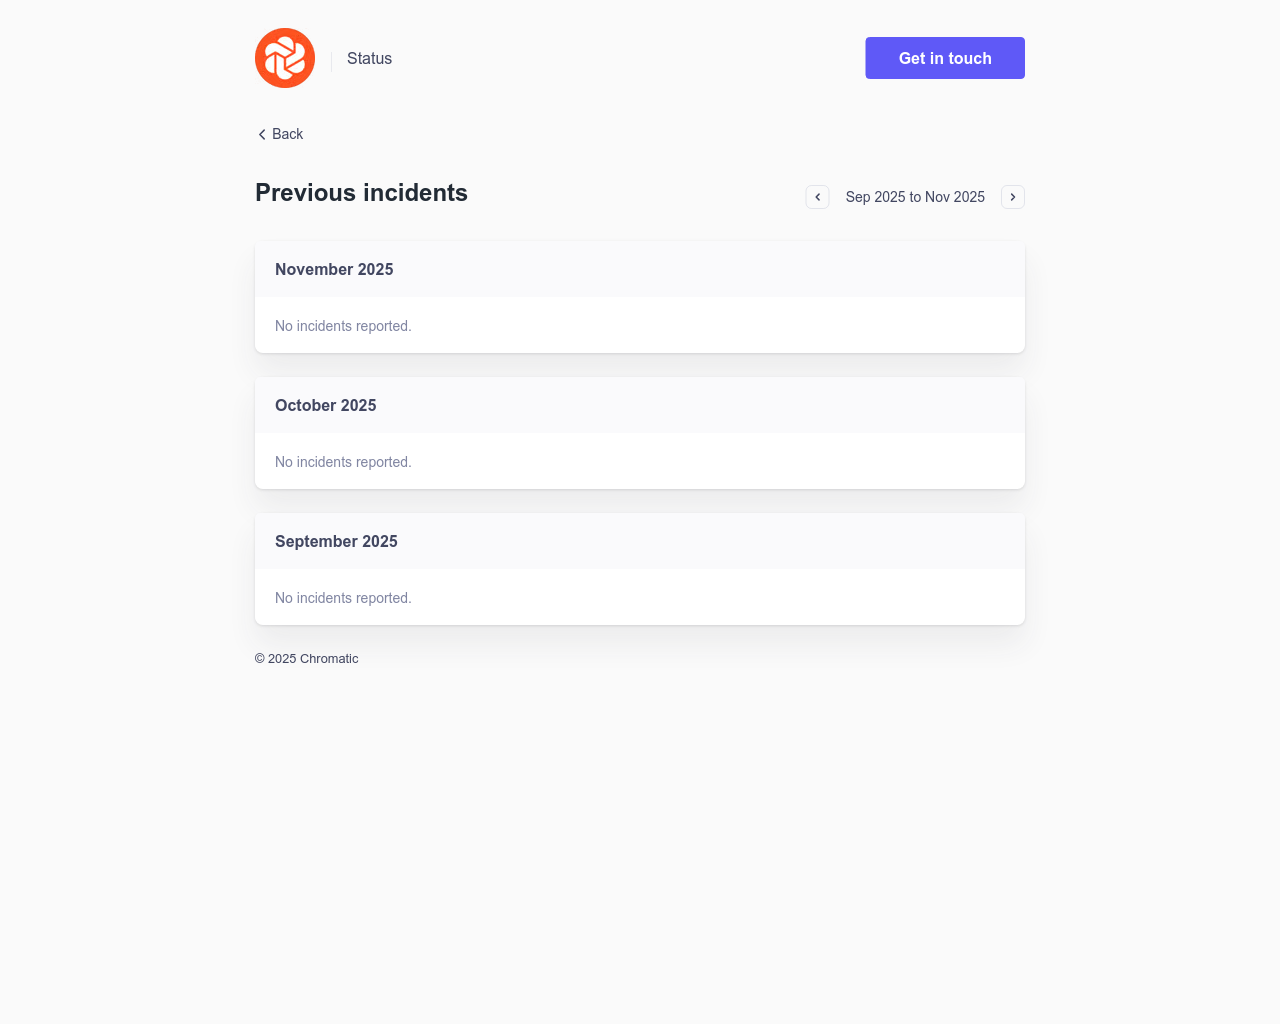 Status
Get in touch
Back
Previous incidents
Sep 2025 to Nov 2025
November 2025
No incidents reported.
October 2025
No incidents reported.
September 2025
No incidents reported.
© 2025 Chromatic